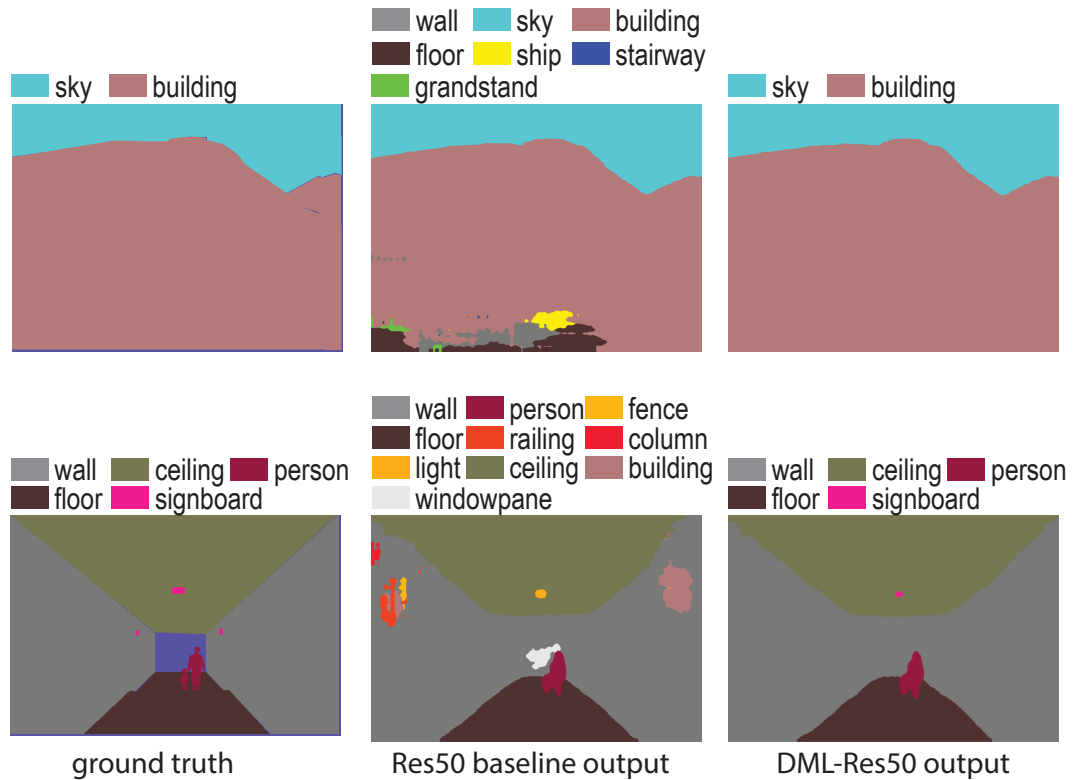 sky building
wall sky building
floor ship stairway
grandstand
sky building
wall ceiling person
floor signboard
wall person fence
floor railing column
light ceiling building
windowpane
wall ceiling person
floor signboard
ground truth
Res50 baseline output
DML-Res50 output